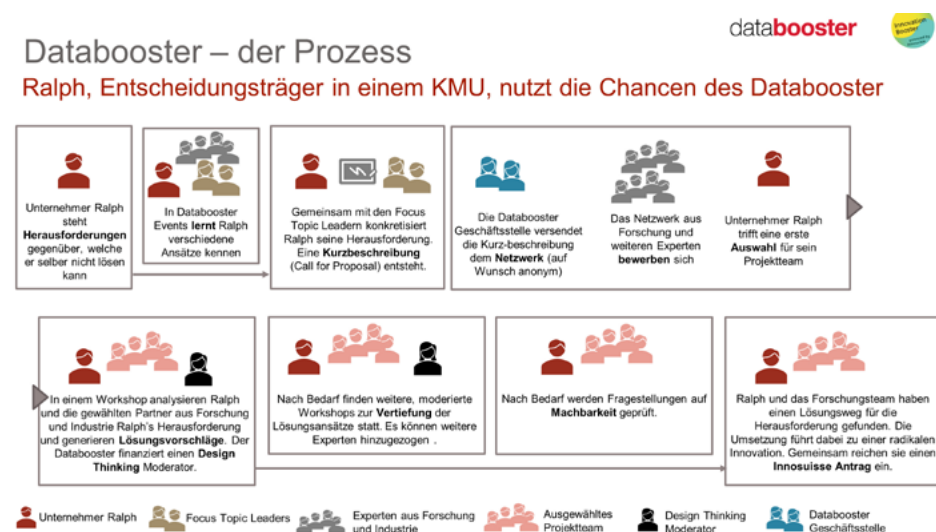 databooster
Innovation
Booster
Databooster – der Prozess
Ralph, Entscheidungsträger in einem KMU, nutzt die Chancen des Databooster
Unternehmer Ralph
steht
Herausforderungen
gegenüber, welche
er selber nicht lösen
kann
In Databooster
Events lernt Ralph
verschiedene
Ansätze kennen
Gemeinsam mit den Focus
Topic Leadern konkretisiert
Ralph seine Herausforderung.
Eine Kurzbeschreibung
(Call for Proposal) entsteht.
Die Databooster
Geschäftsstelle versendet
die Kurz-beschreibung
dem Netzwerk (auf
Wunsch anonym)
Das Netzwerk aus
Forschung und
weiteren Experten
bewerben sich
Unternehmer Ralph
trifft eine erste
Auswahl für sein
Projektteam
In einem Workshop analysieren Ralph
und die gewählten Partner aus Forschung
und Industrie Ralph's Herausforderung
und generieren Lösungsvorschläge. Der
Databooster finanziert einen Design
Thinking Moderator.
Nach Bedarf finden weitere, moderierte
Workshops zur Vertiefung der
Lösungsansätze statt. Es können weitere
Experten hinzugezogen .
Nach Bedarf werden Fragestellungen auf
Machbarkeit geprüft.
Ralph und das Forschungsteam haben
einen Lösungsweg für die
Herausforderung gefunden. Die
Umsetzung führt dabei zu einer radikalen
Innovation. Gemeinsam reichen sie einen
Innosuisse Antrag ein.
Unternehmer Ralph
Focus Topic Leaders
Experten aus Forschung
und Industrie
Ausgewähltes
Projektteam
Design Thinking
Moderator
Databooster
Geschäftsstelle